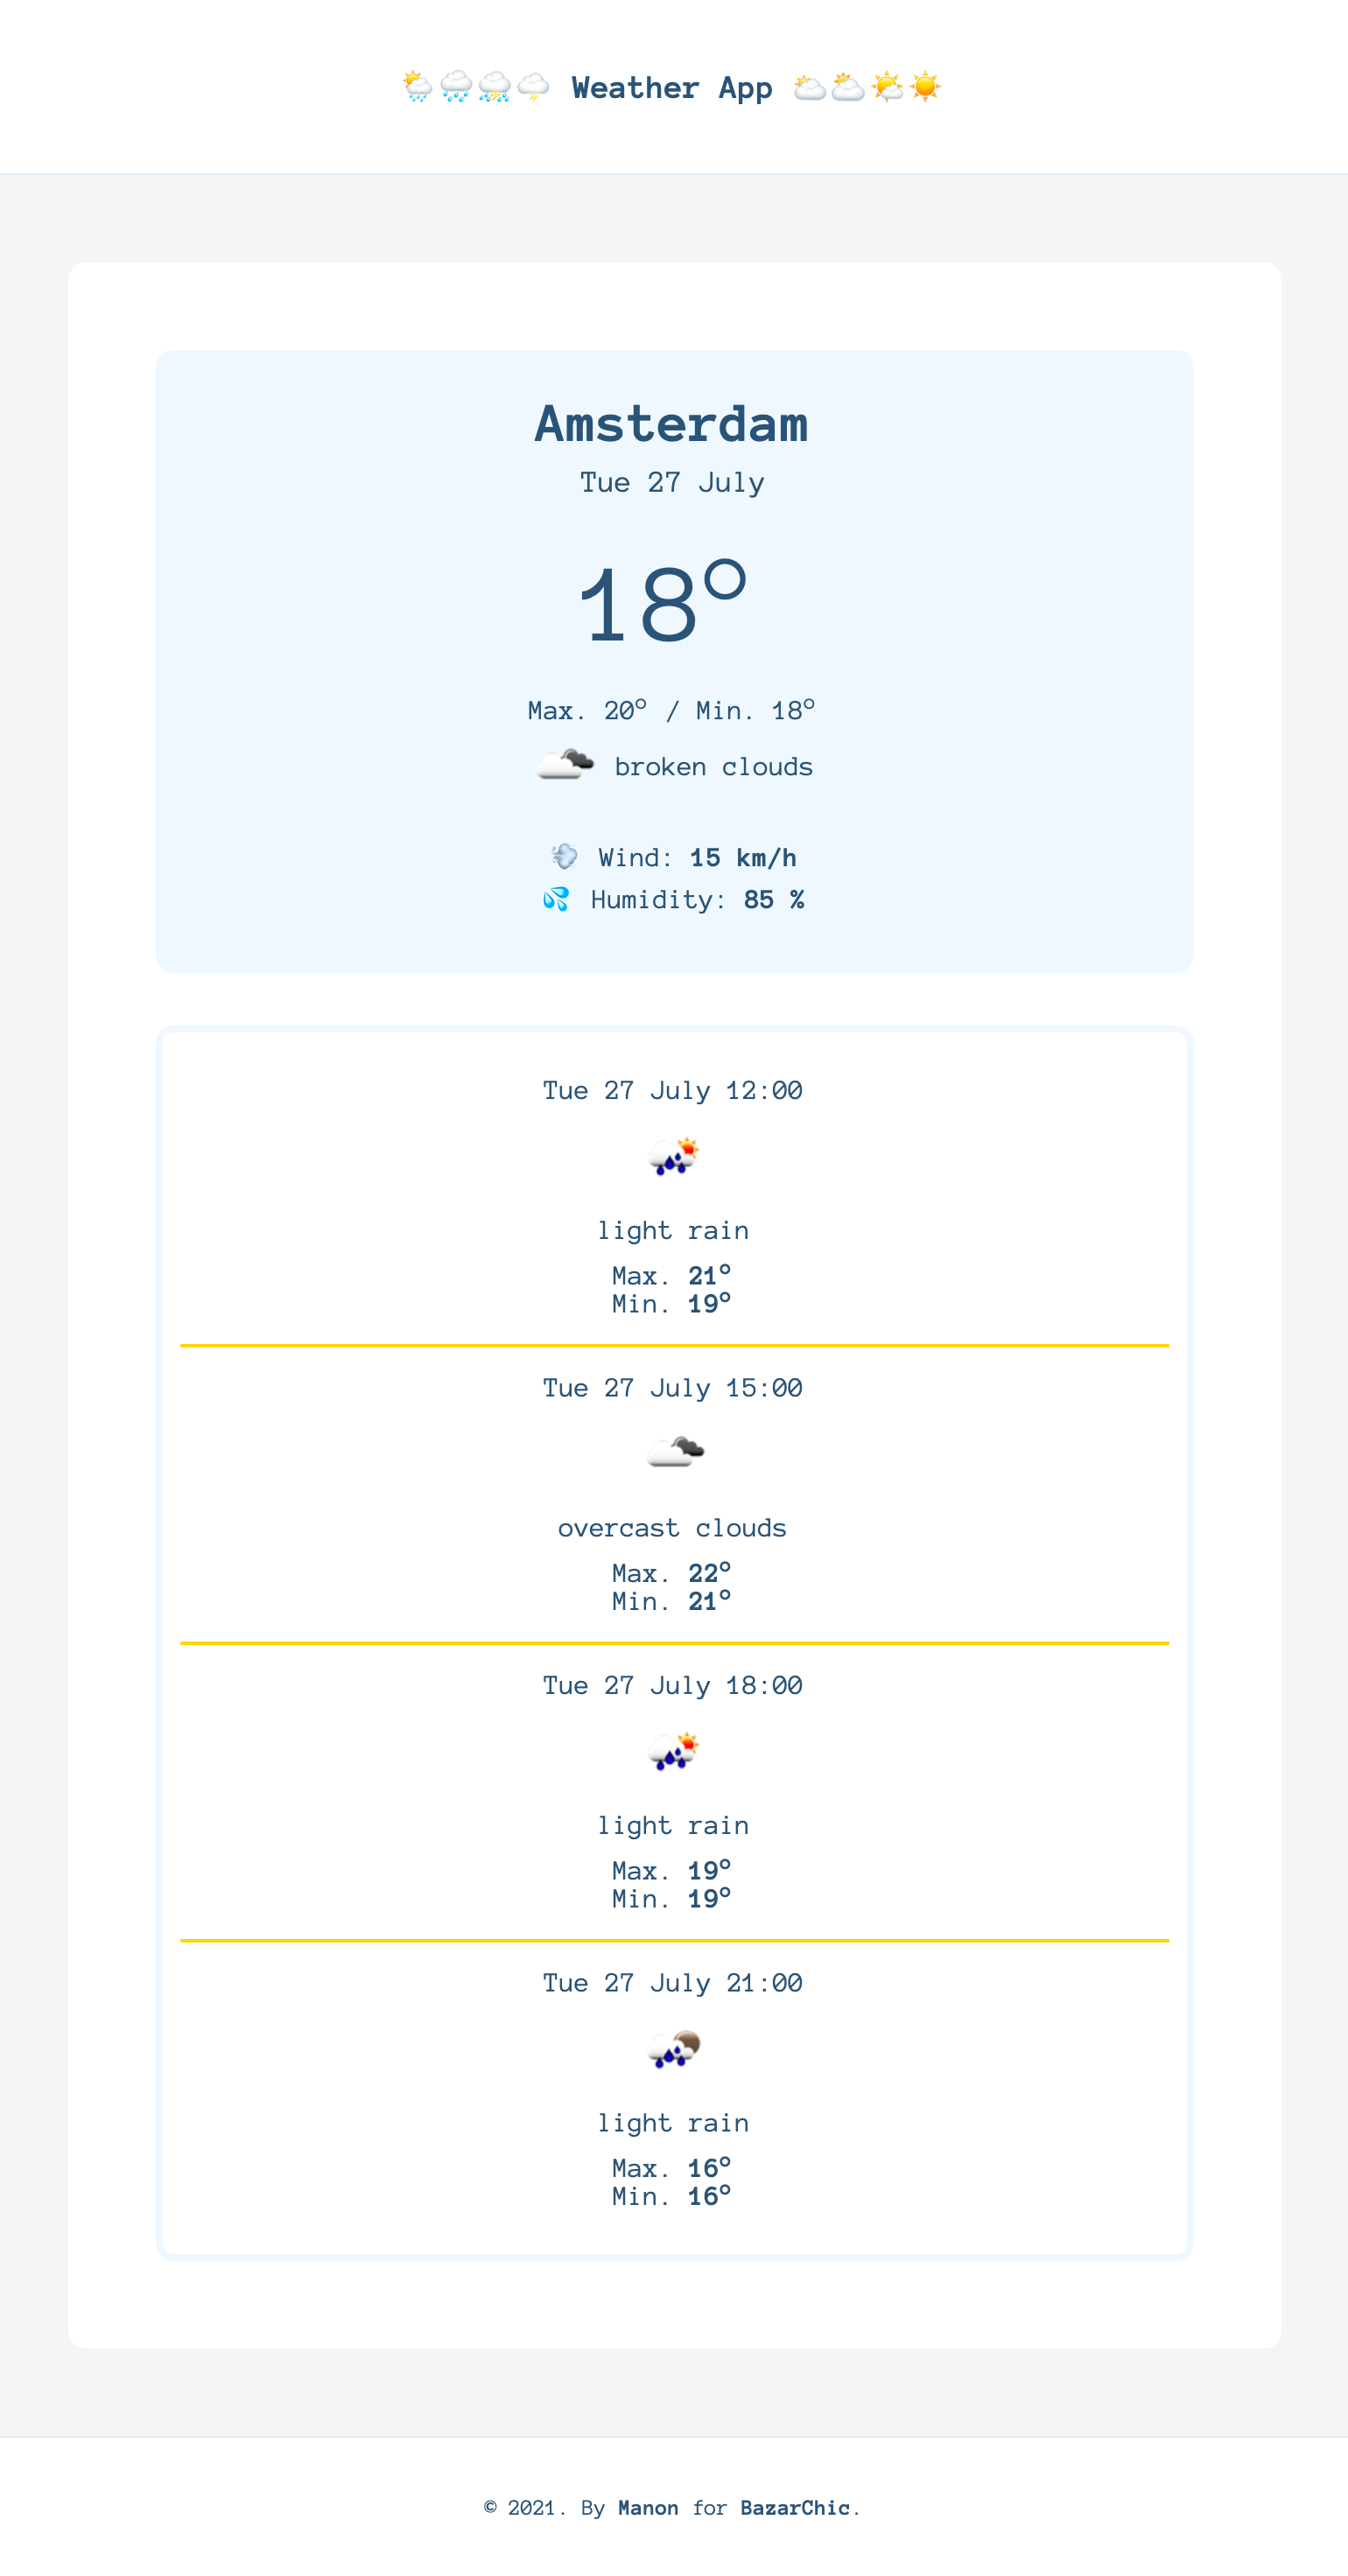 🌦️🌧️⛈️🌩️ Weather App 🌥️⛅🌤️☀️
Amsterdam
Tue 27 July
18°
Max. 20° / Min. 18°
broken clouds
💨 Wind: 15 km/h
💦 Humidity: 85 %
Tue 27 July 12:00
light rain
Max. 21°
Min. 19°
Tue 27 July 15:00
overcast clouds
Max. 22°
Min. 21°
Tue 27 July 18:00
light rain
Max. 19°
Min. 19°
Tue 27 July 21:00
light rain
Max. 16°
Min. 16°
© 2021. By Manon for BazarChic.